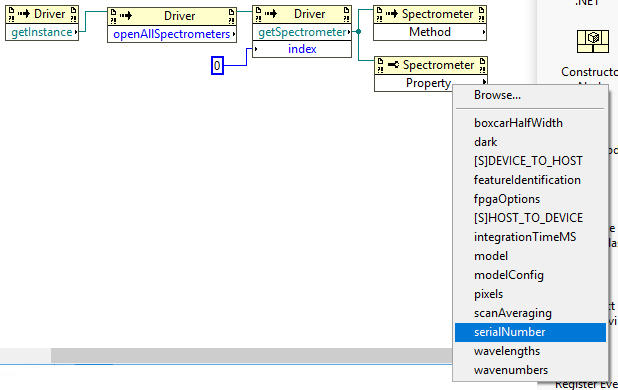 Driver
getInstance
Driver
openAllSpectrometers
Driver
getSpectrometer
index
0
Spectrometer
Method
Spectrometer
Property
Browse...
boxcarHalfWidth
dark
[S]DEVICE_TO_HOST
featureIdentification
fpgaOptions
[S]HOST_TO_DEVICE
integrationTimeMS
model
modelConfig
pixels
scanAveraging
serialNumber
wavelengths
wavenumbers
.NET
Constructo
Register Eve